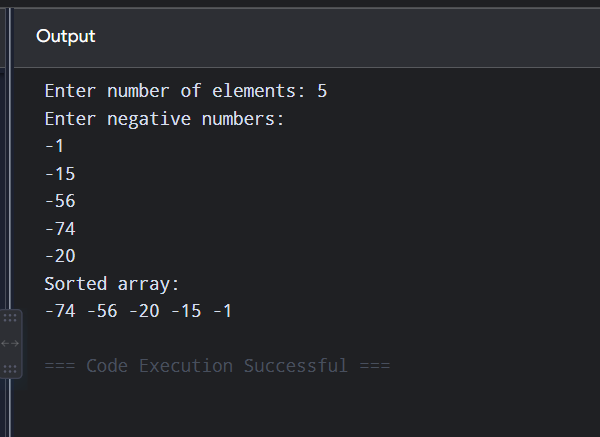 Output
Enter number of elements: 5
Enter negative numbers:
-1
-15
-56
-74
-20
Sorted array:
-74 -56 -20 -15 -1
=== Code Execution Successful ===